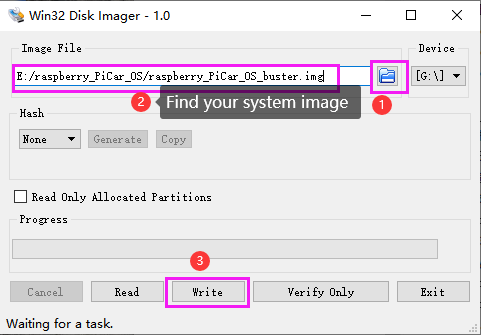 Win32 Disk Imager - 1.0
Image File
Device
E:/raspberry_PiCar_OS/raspberry_PiCar_OS_buster.img
[G:\]
1
2
Find your system image
Hash
None
Generate
Copy
Read Only Allocated Partitions
Progress
3
Cancel
Read
Write
Verify Only
Exit
Waiting for a task.